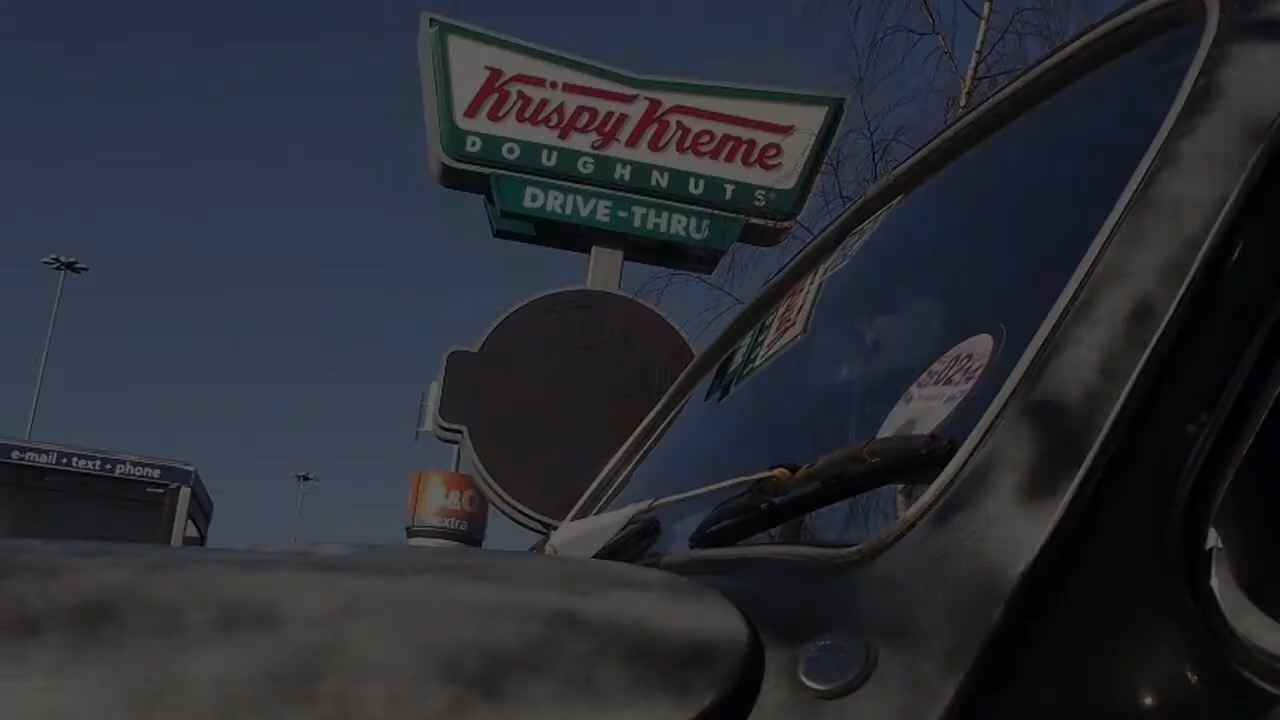 Krispy Kreme
DOUGHNUTS
DRIVE-THRU
e-mail + text + phone
B&Q
extra